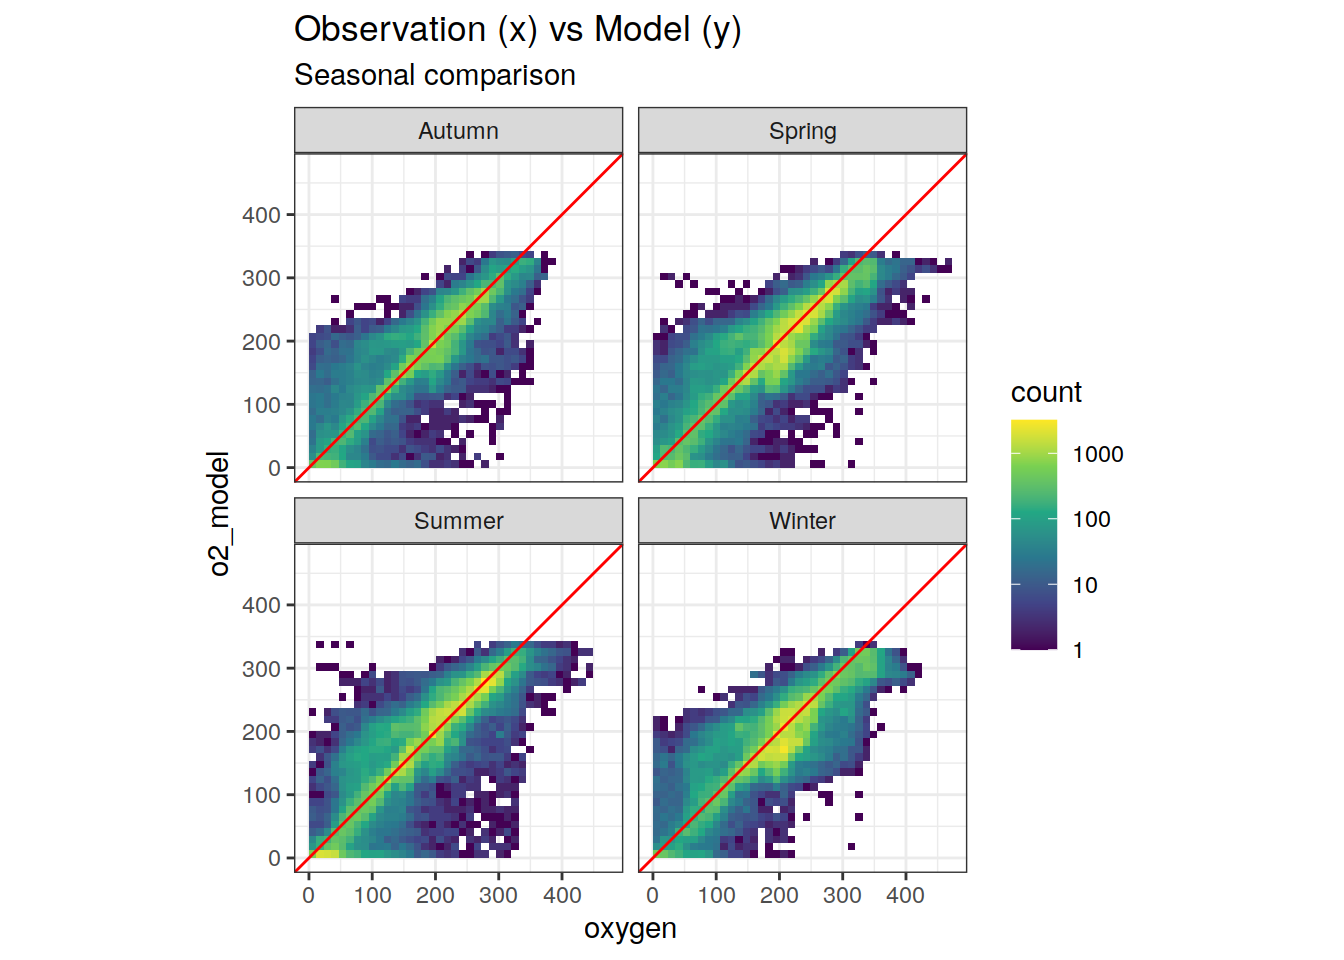 Observation (x) vs Model (y)
Seasonal comparison
Autumn
Spring
400
300
200
100
0
Summer
Winter
400
300
200
100
0
0 100 200 300 400
0 100 200 300 400
oxygen
o2_model
count
1000
100
10
1